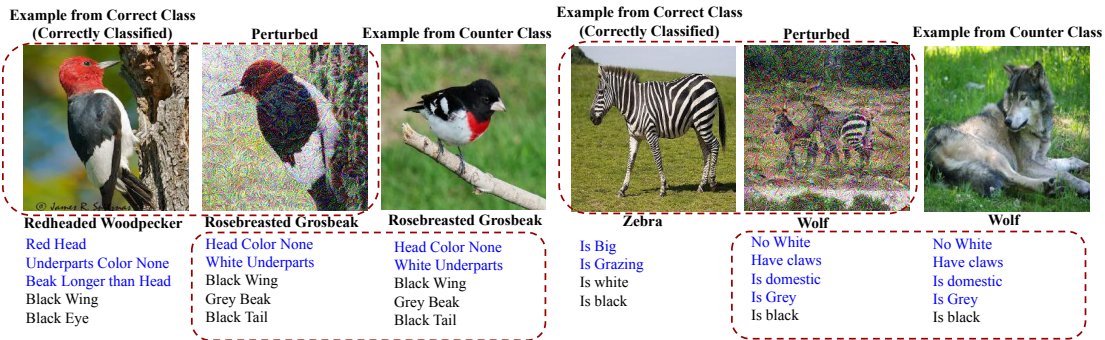 Example from Correct Class
(Correctly Classified)
Perturbed
Example from Counter Class
© James R.
Redheaded Woodpecker
Rosebreasted Grosbeak
Rosebreasted Grosbeak
Red Head
Underparts Color None
Beak Longer than Head
Black Wing
Black Eye
Head Color None
White Underparts
Black Wing
Grey Beak
Black Tail
Head Color None
White Underparts
Black Wing
Grey Beak
Black Tail
Example from Correct Class
(Correctly Classified)
Perturbed
Example from Counter Class
Zebra
Wolf
Wolf
Is Big
Is Grazing
Is white
Is black
No White
Have claws
Is domestic
Is Grey
Is black
No White
Have claws
Is domestic
Is Grey
Is black